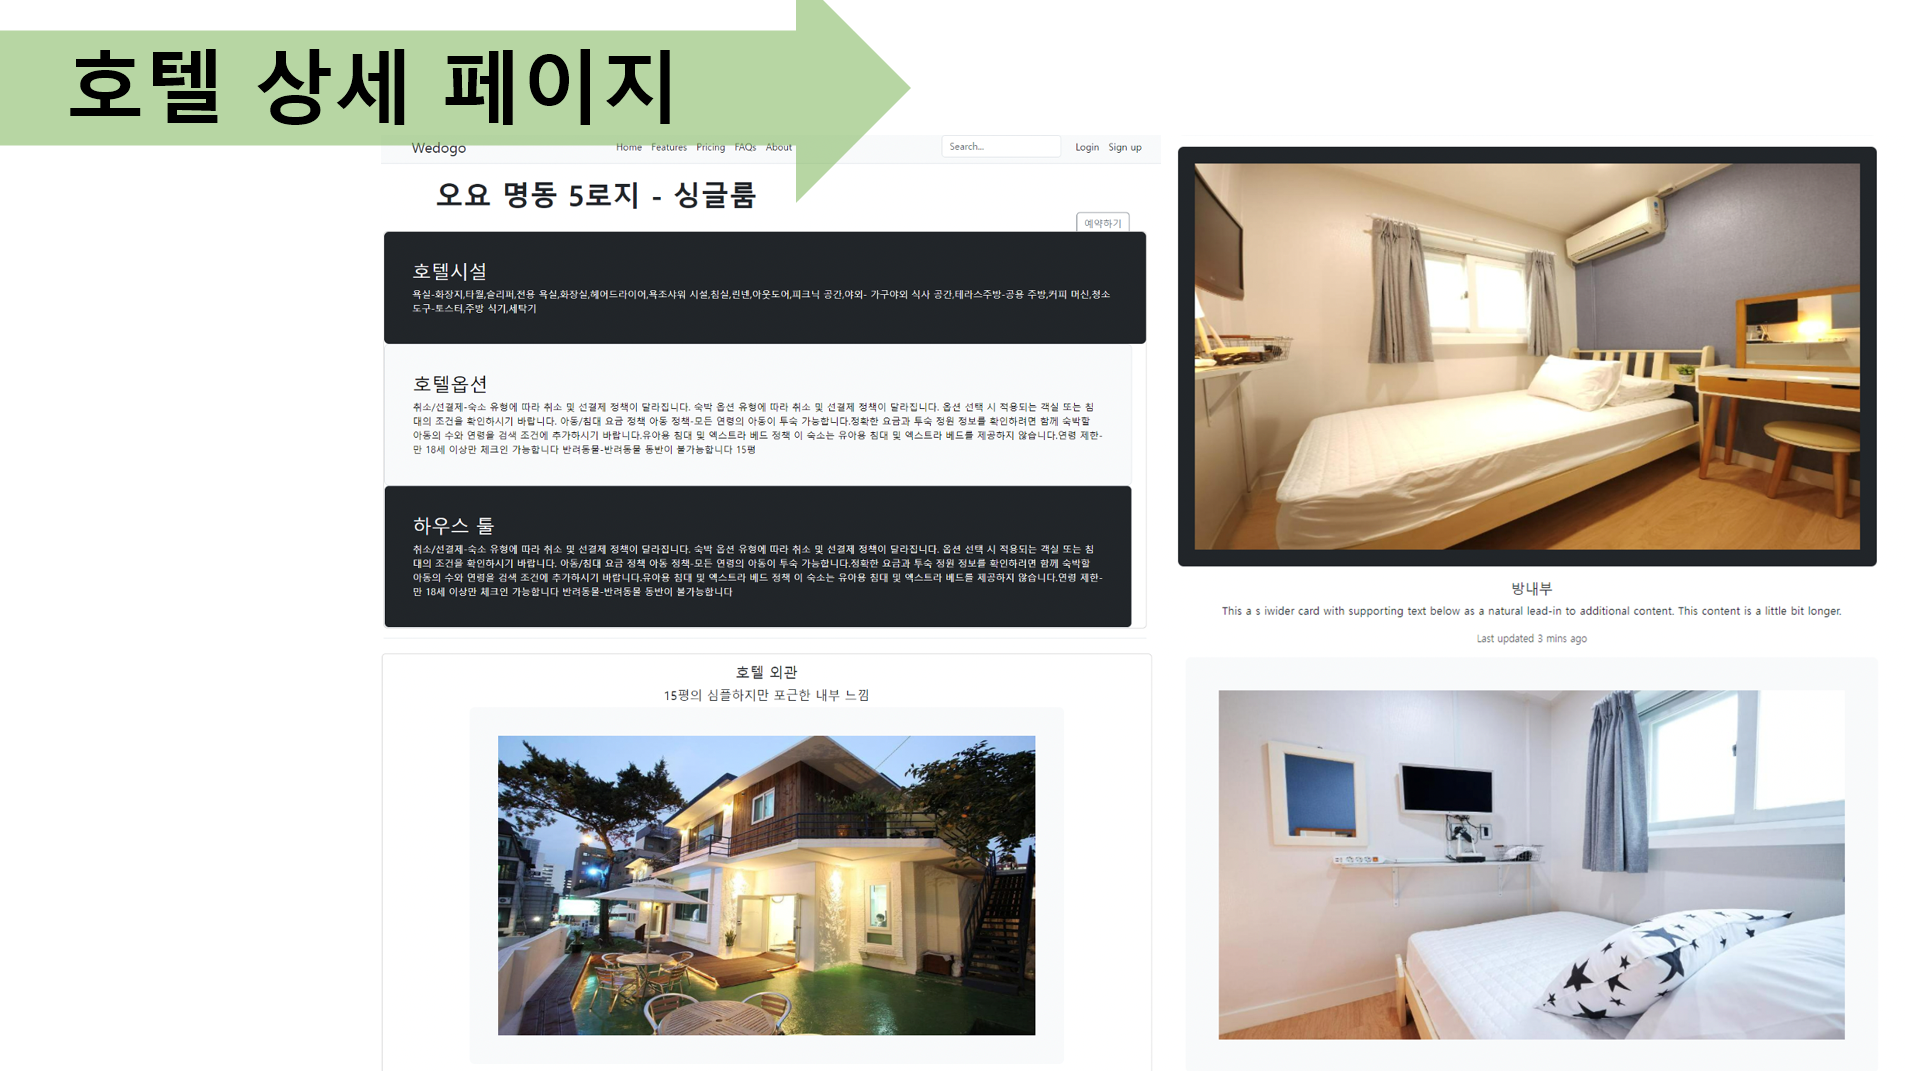 호텔 상세 페이지
Wedogo
Home Features Pricing FAQs About
Search...
Login Sign up
오요 명동 5로지 - 싱글룸
예약하기
호텔시설
욕실-화장지,타월,슬리퍼,전용 욕실,화장실,헤어드라이어,욕조샤워 시설,침실,린넨,아웃도어,피크닉 공간,야외- 가구야외 식사 공간,테라스주방-공용 주방,커피 머신,청소
도구-토스터,주방 식기,세탁기
호텔옵션
취소/선결제-숙소 유형에 따라 취소 및 선결제 정책이 달라집니다. 숙박 옵션 유형에 따라 취소 및 선결제 정책이 달라집니다. 옵션 선택 시 적용되는 객실 또는 침
대의 조건을 확인하시기 바랍니다. 아동/침대 요금 정책 아동 정책-모든 연령의 아동이 투숙 가능합니다.정확한 요금과 투숙 정원 정보를 확인하려면 함께 숙박할
아동의 수와 연령을 검색 조건에 추가하시기 바랍니다.유아용 침대 및 엑스트라 베드 정책 이 숙소는 유아용 침대 및 엑스트라 베드를 제공하지 않습니다.연령 제한-
만 18세 이상만 체크인 가능합니다 반려동물-반려동물 동반이 불가능합니다 15평
하우스 툴
취소/선결제-숙소 유형에 따라 취소 및 선결제 정책이 달라집니다. 숙박 옵션 유형에 따라 취소 및 선결제 정책이 달라집니다. 옵션 선택 시 적용되는 객실 또는 침
대의 조건을 확인하시기 바랍니다. 아동/침대 요금 정책 아동 정책-모든 연령의 아동이 투숙 가능합니다.정확한 요금과 투숙 정원 정보를 확인하려면 함께 숙박할
아동의 수와 연령을 검색 조건에 추가하시기 바랍니다.유아용 침대 및 엑스트라 베드 정책 이 숙소는 유아용 침대 및 엑스트라 베드를 제공하지 않습니다.연령 제한-
만 18세 이상만 체크인 가능합니다 반려동물-반려동물 동반이 불가능합니다
호텔 외관
15평의 심플하지만 포근한 내부 느낌
방내부
This a s iwider card with supporting text below as a natural lead-in to additional content. This content is a little bit longer.
Last updated 3 mins ago